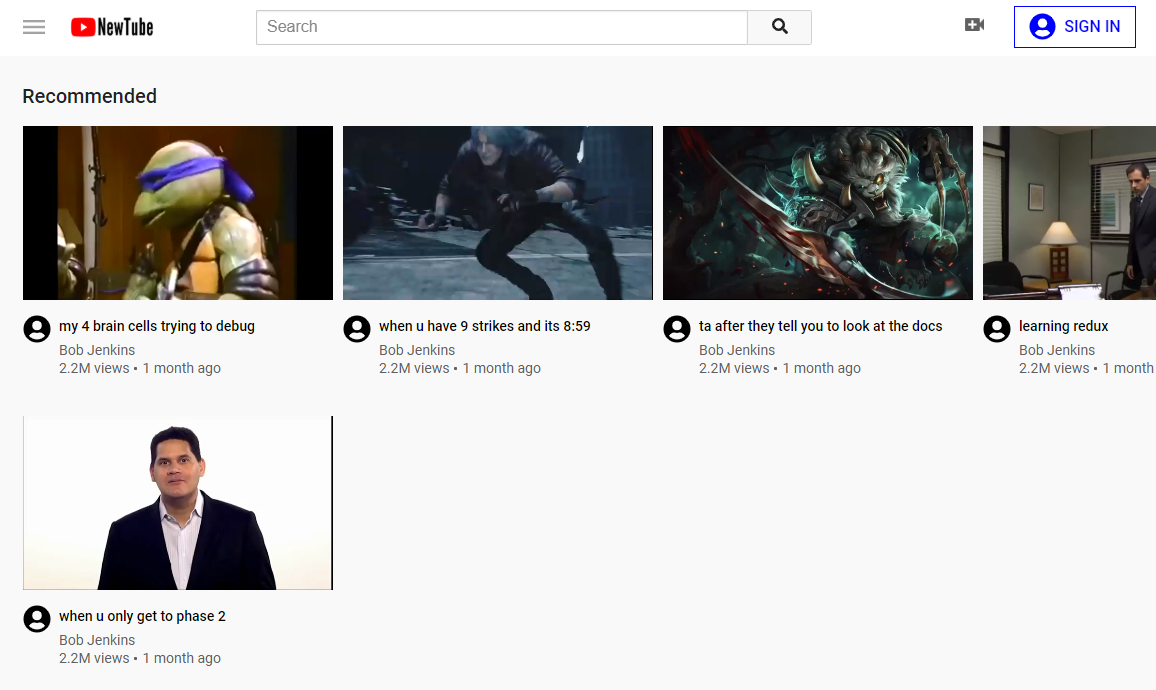 NewTube
Search
SIGN IN
Recommended
my 4 brain cells trying to debug
Bob Jenkins
2.2M views • 1 month ago
when u have 9 strikes and its 8:59
Bob Jenkins
2.2M views • 1 month ago
ta after they tell you to look at the docs
Bob Jenkins
2.2M views • 1 month ago
learning redux
Bob Jenkins
2.2M views • 1 month
when u only get to phase 2
Bob Jenkins
2.2M views • 1 month ago